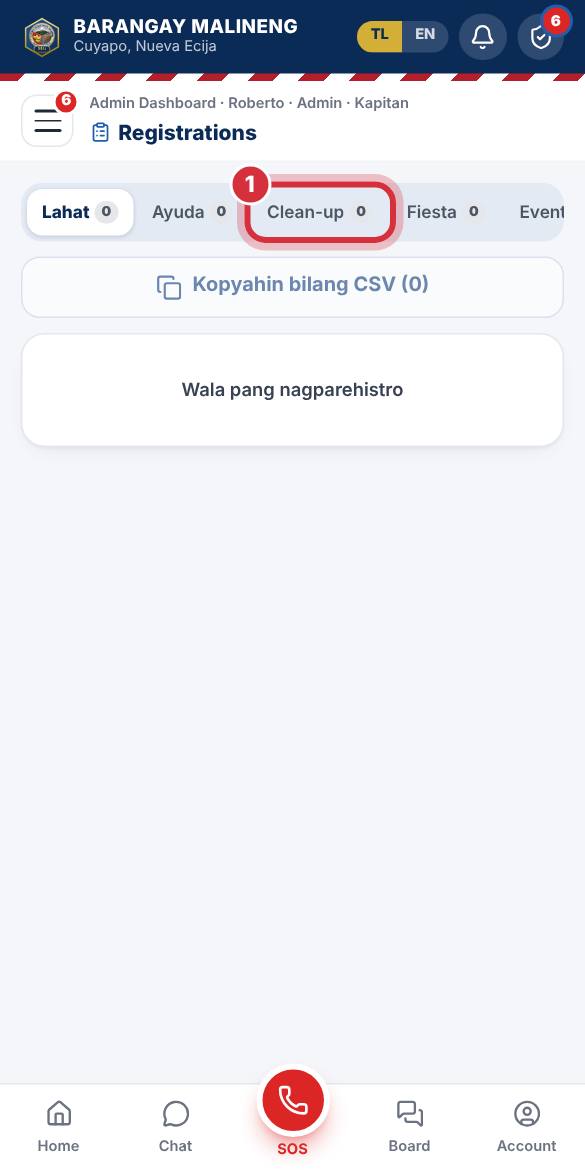 BARANGAY MALINENG
Cuyapo, Nueva Ecija
TL EN
6
6
Admin Dashboard · Roberto · Admin · Kapitan
Registrations
1
Lahat 0 Ayuda 0 Clean-up 0 Fiesta 0 Event
Kopyahin bilang CSV (0)
Wala pang nagparehistro
Home Chat SOS Board Account